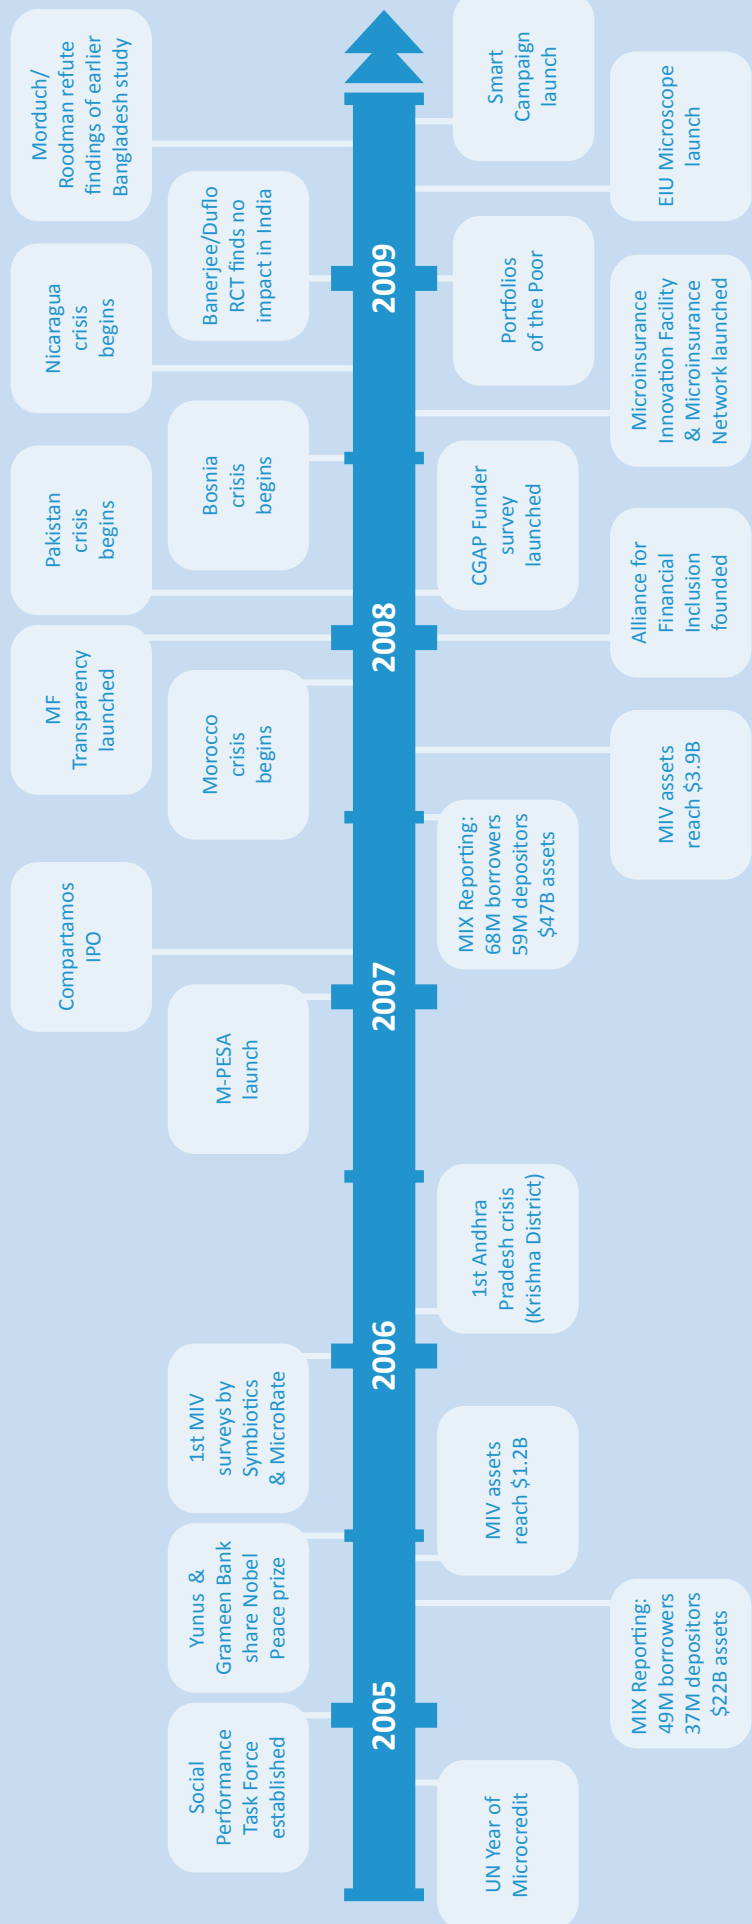 Social
Performance
Task Force
established
Yunus &
Grameen Bank
share Nobel
Peace prize
1st MIV
surveys by
Symbiotics
& MicroRate
M-PESA
launch
Compartamos
IPO
Morocco
crisis
begins
MF
Transparency
launched
Pakistan
crisis
begins
Bosnia
crisis
begins
Nicaragua
crisis
begins
Banerjee/Duflo
RCT finds no
impact in India
Morduch/
Roodman refute
findings of earlier
Bangladesh study
2005
2006
2007
2008
2009
UN Year of
Microcredit
MIX Reporting:
49M borrowers
37M depositors
$22B assets
MIV assets
reach $1.2B
1st Andhra
Pradesh crisis
(Krishna District)
MIX Reporting:
68M borrowers
59M depositors
$47B assets
MIV assets
reach $3.9B
Alliance for
Financial
Inclusion
founded
CGAP Funder
survey
launched
Microinsurance
Innovation Facility
& Microinsurance
Network launched
Portfolios
of the Poor
EIU Microscope
launch
Smart
Campaign
launch